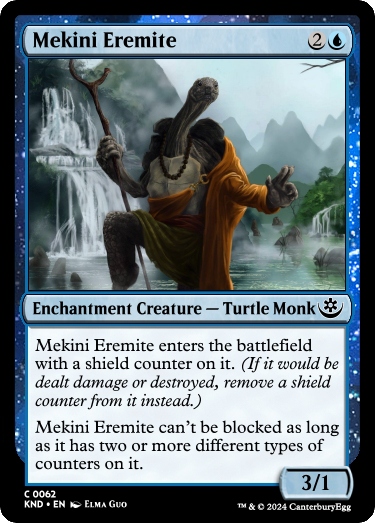 Mekini Eremite 2
Enchantment Creature — Turtle Monk
Mekini Eremite enters the battlefield
with a shield counter on it. (If it would be
dealt damage or destroyed, remove a shield
counter from it instead.)
Mekini Eremite can't be blocked as long
as it has two or more different types of
counters on it.
3/1
C 0062
KND • EN Elma Guo
™ & © 2024 CanterburyEgg